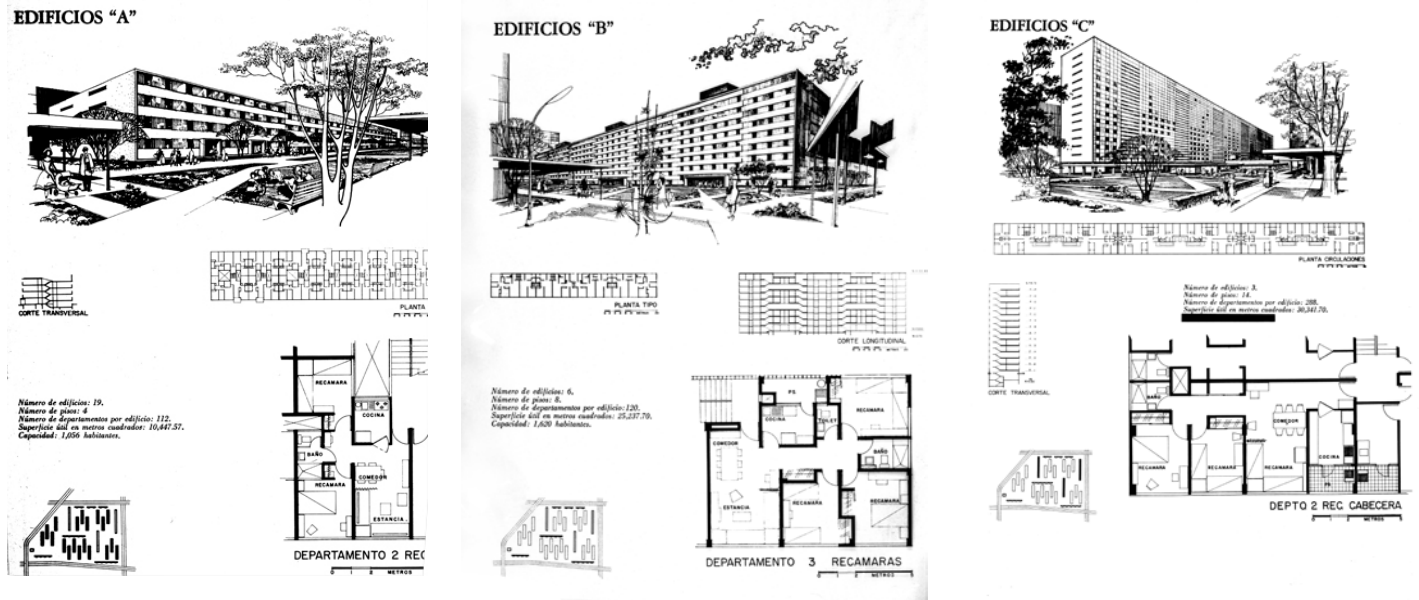 EDIFICIOS “A”
CORTE TRANSVERSAL
PLANTA
Número de edificios: 19.
Número de pisos: 4
Número de departamentos por edificio: 112.
Superficie útil en metros cuadrados: 10,447.57.
Capacidad: 1,056 habitantes.
RECAMARA
COCINA
BAÑO
COMEDOR
RECAMARA
ESTANCIA
DEPARTAMENTO 2 REC
0 1 2 METROS
EDIFICIOS “B”
PLANTA TIPO
CORTE LONGITUDINAL
Número de edificios: 6,
Número de pisos: 8.
Número de departamentos por edificio: 120.
Superficie útil en metros cuadrados: 25,237.70.
Capacidad: 1,620 habitantes.
PS
RECAMARA
COCINA
TOILET
COMEDOR
BAÑO
ESTANCIA
RECAMARA
RECAMARA
DEPARTAMENTO 3 RECAMARAS
METROS
EDIFICIOS “C”
PLANTA CIRCULACIONES
Número de edificios: 3.
Número de pisos: 14.
Número de departamentos por edificio: 288.
Superficie útil en metros cuadrados: 30,341.70.
CORTE TRANSVERSAL
BAÑO
COMEDOR
COCINA
RECAMARA
RECAMARA
RECAMARA
PS
DEPTO 2 REC CABECERA
METROS